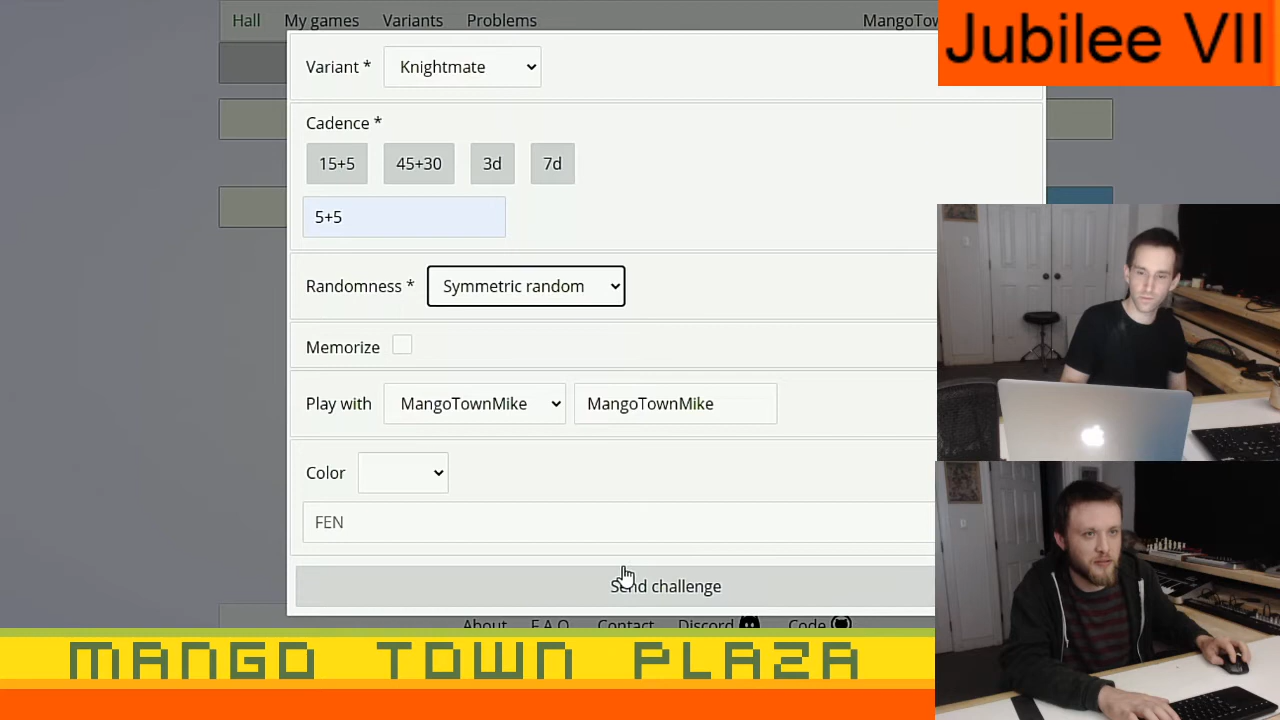 Hall My games Variants Problems MangoTow
Jubilee VII
Variant * Knightmate
Cadence *
15+5 45+30 3d 7d
5+5
Randomness * Symmetric random
Memorize
Play with MangoTownMike MangoTownMike
Color
FEN
Send challenge
About F.A.Q. Contact Discord Code
MANGO TOWN PLAZA